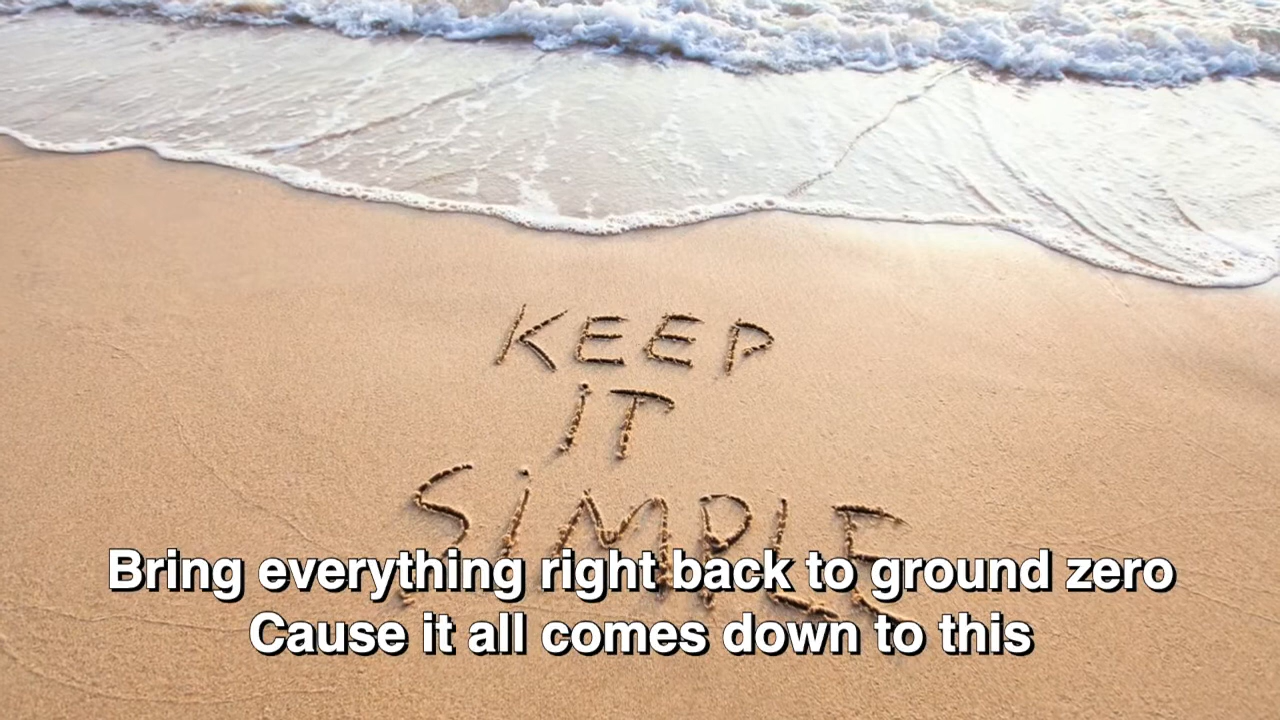 KEEP
iT
SiMPLE
Bring everything right back to ground zero
Cause it all comes down to this